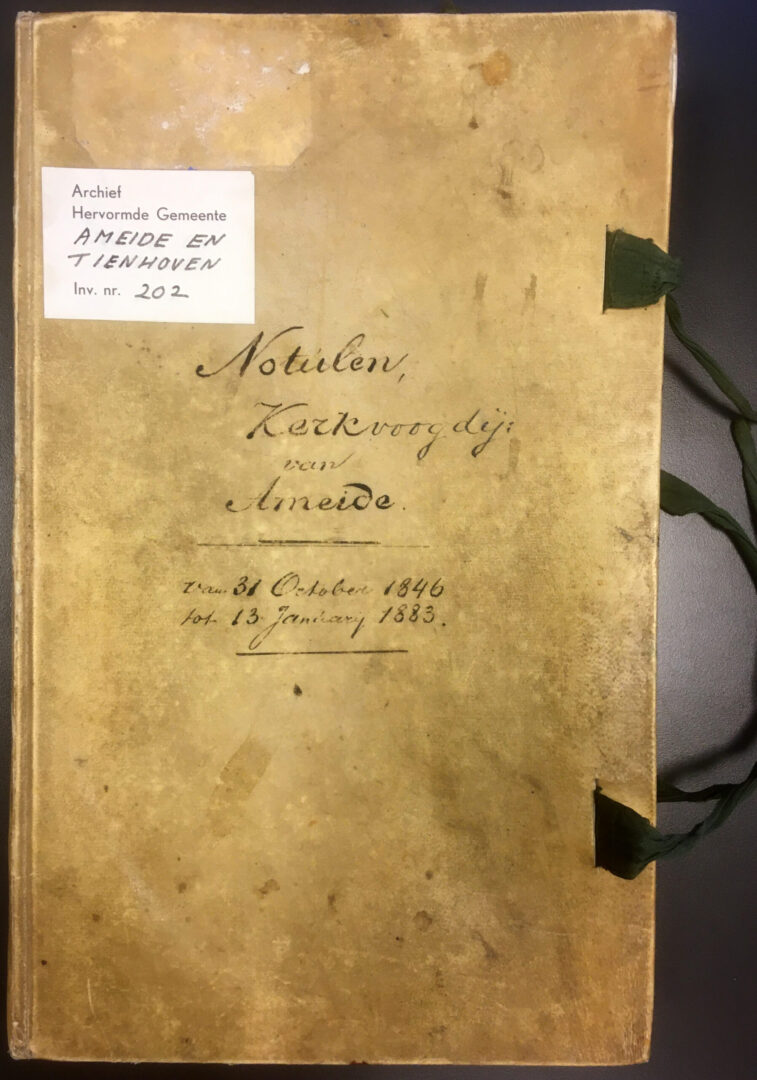 Archief
Hervormde Gemeente
AMEIDE EN
TIENHOVEN
Inv. nr. 202
Notulen,
Kerkvoogdij:
van
Ameide.
van 31 October 1846
tot 13 January 1883.